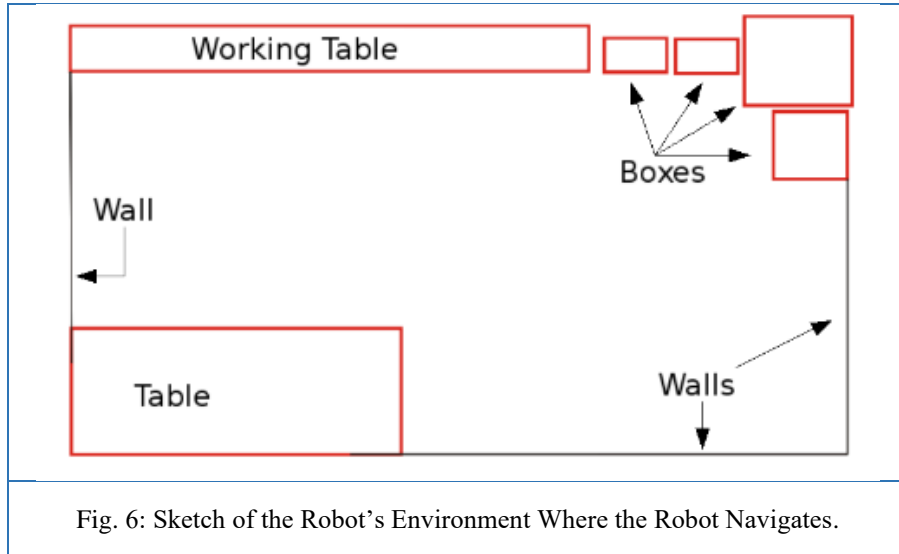 Working Table
Boxes
Wall
Table
Walls
Fig. 6: Sketch of the Robot’s Environment Where the Robot Navigates.